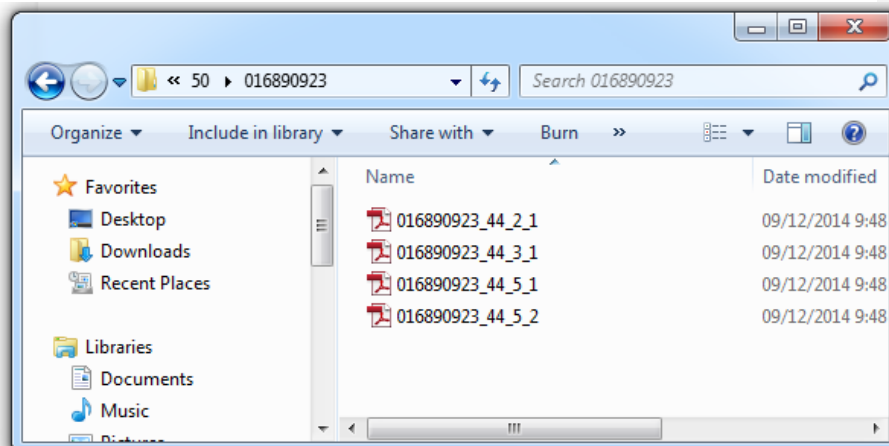 « 50 016890923
Search 016890923
Organize Include in library Share with Burn »
Favorites
Desktop
Downloads
Recent Places
Libraries
Documents
Music
Name Date modified
016890923_44_2_1 09/12/2014 9:48
016890923_44_3_1 09/12/2014 9:48
016890923_44_5_1 09/12/2014 9:48
016890923_44_5_2 09/12/2014 9:48